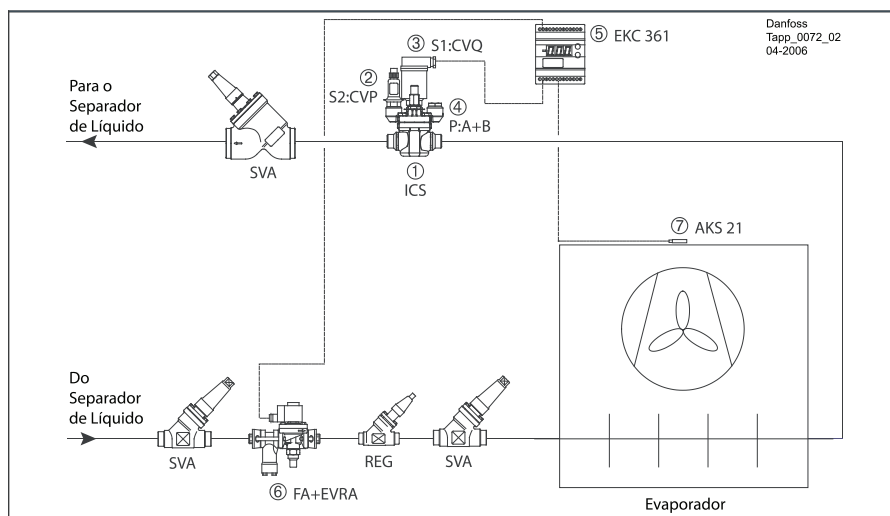 Danfoss
Tapp_0072_02
04-2006
⑤ EKC 361
③ S1:CVQ
②
S2:CVP
④
P:A+B
Para o
Separador
de Líquido
SVA
①
ICS
⑦ AKS 21
Do
Separador
de Líquido
SVA
REG
SVA
⑥ FA+EVRA
Evaporador